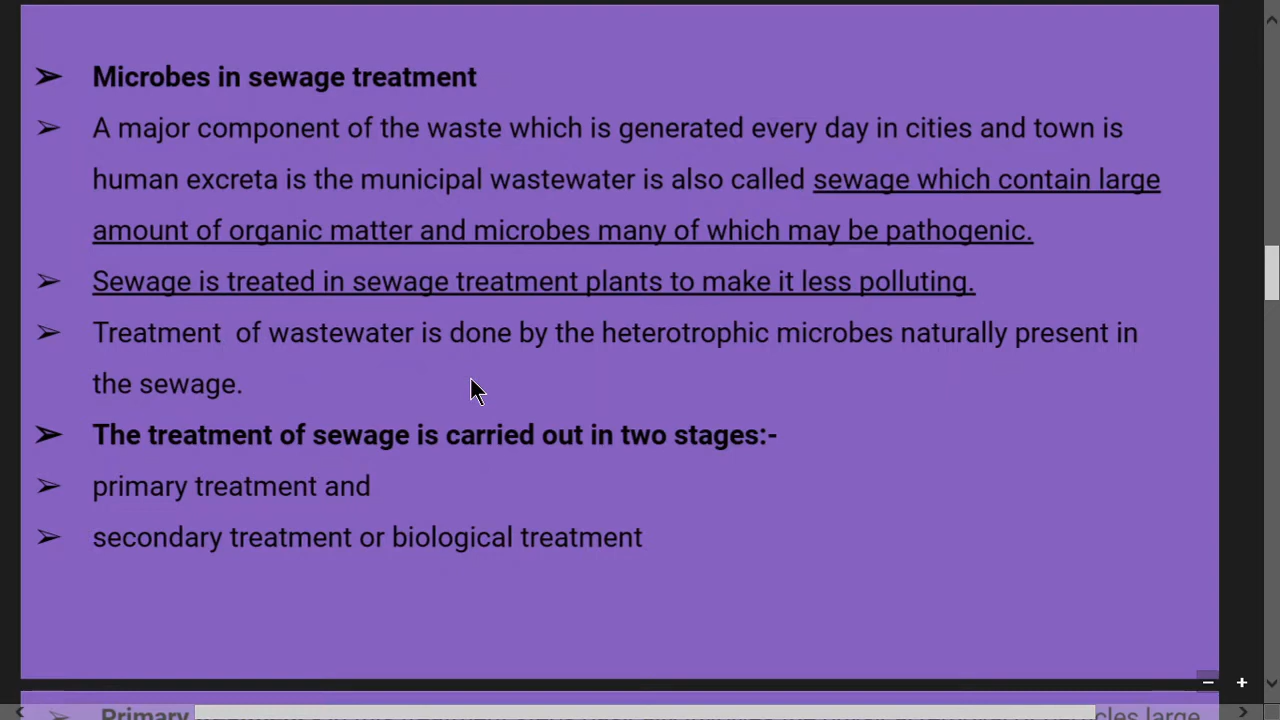 ➢ Microbes in sewage treatment
➢ A major component of the waste which is generated every day in cities and town is
human excreta is the municipal wastewater is also called sewage which contain large
amount of organic matter and microbes many of which may be pathogenic.
➢ Sewage is treated in sewage treatment plants to make it less polluting.
➢ Treatment  of wastewater is done by the heterotrophic microbes naturally present in
the sewage.
➢ The treatment of sewage is carried out in two stages:-
➢ primary treatment and
➢ secondary treatment or biological treatment
➢ Primary large